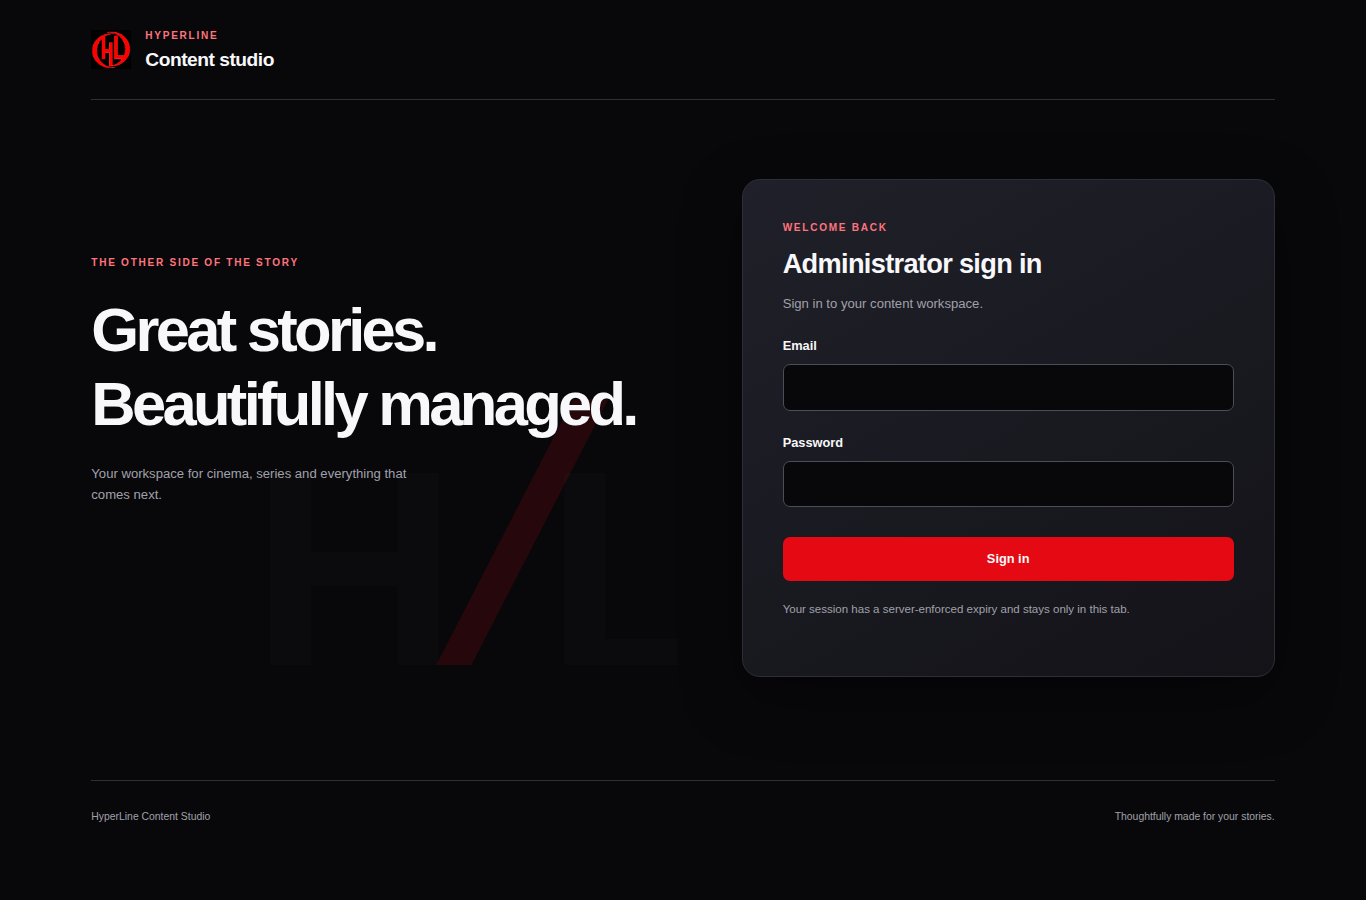 HL
HYPERLINE
Content studio
THE OTHER SIDE OF THE STORY
Great stories.
Beautifully managed.
Your workspace for cinema, series and everything that
comes next.
H/L
WELCOME BACK
Administrator sign in
Sign in to your content workspace.
Email
Password
Sign in
Your session has a server-enforced expiry and stays only in this tab.
HyperLine Content Studio
Thoughtfully made for your stories.